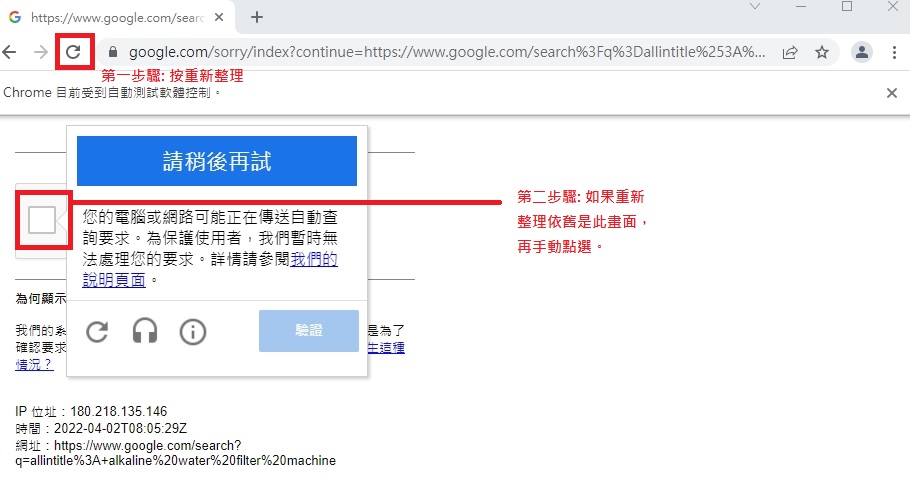 https://www.google.com/searc
google.com/sorry/index?continue=https://www.google.com/search%3Fq%3Dallintitle%253A%...
第一步驟: 按重新整理
Chrome 目前受到自動測試軟體控制。
請稍後再試
您的電腦或網路可能正在傳送自動查
詢要求。為保護使用者，我們暫時無
法處理您的要求。詳情請參閱我們的
說明頁面。
驗證
第二步驟: 如果重新
整理依舊是此畫面，
再手動點選。
為何顯示
我們的系 是為了
確認要求 生這種
情況？
IP 位址：180.218.135.146
時間：2022-04-02T08:05:29Z
網址：https://www.google.com/search?
q=allintitle%3A+alkaline%20water%20filter%20machine